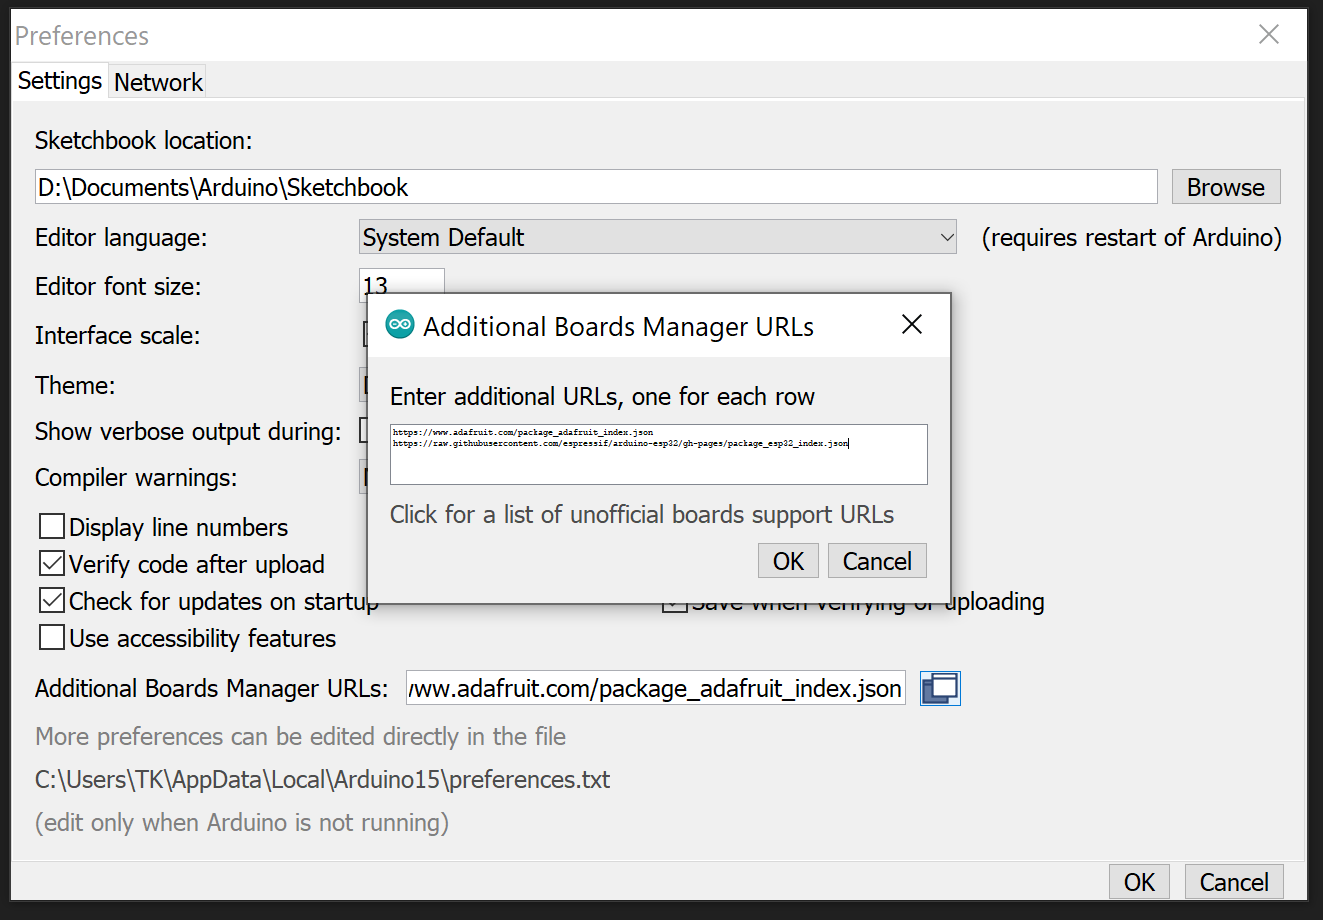 Preferences
Settings Network
Sketchbook location:
D:\Documents\Arduino\Sketchbook Browse
Editor language: System Default (requires restart of Arduino)
Editor font size: 13
Interface scale:
Theme:
Show verbose output during:
Compiler warnings:
Additional Boards Manager URLs
Enter additional URLs, one for each row
https://www.adafruit.com/package_adafruit_index.json
https://raw.githubusercontent.com/espressif/arduino-esp32/gh-pages/package_esp32_index.json
Click for a list of unofficial boards support URLs
OK Cancel
Display line numbers
Verify code after upload
Check for updates on startup Save when verifying or uploading
Use accessibility features
Additional Boards Manager URLs: www.adafruit.com/package_adafruit_index.json
More preferences can be edited directly in the file
C:\Users\TK\AppData\Local\Arduino15\preferences.txt
(edit only when Arduino is not running)
OK Cancel